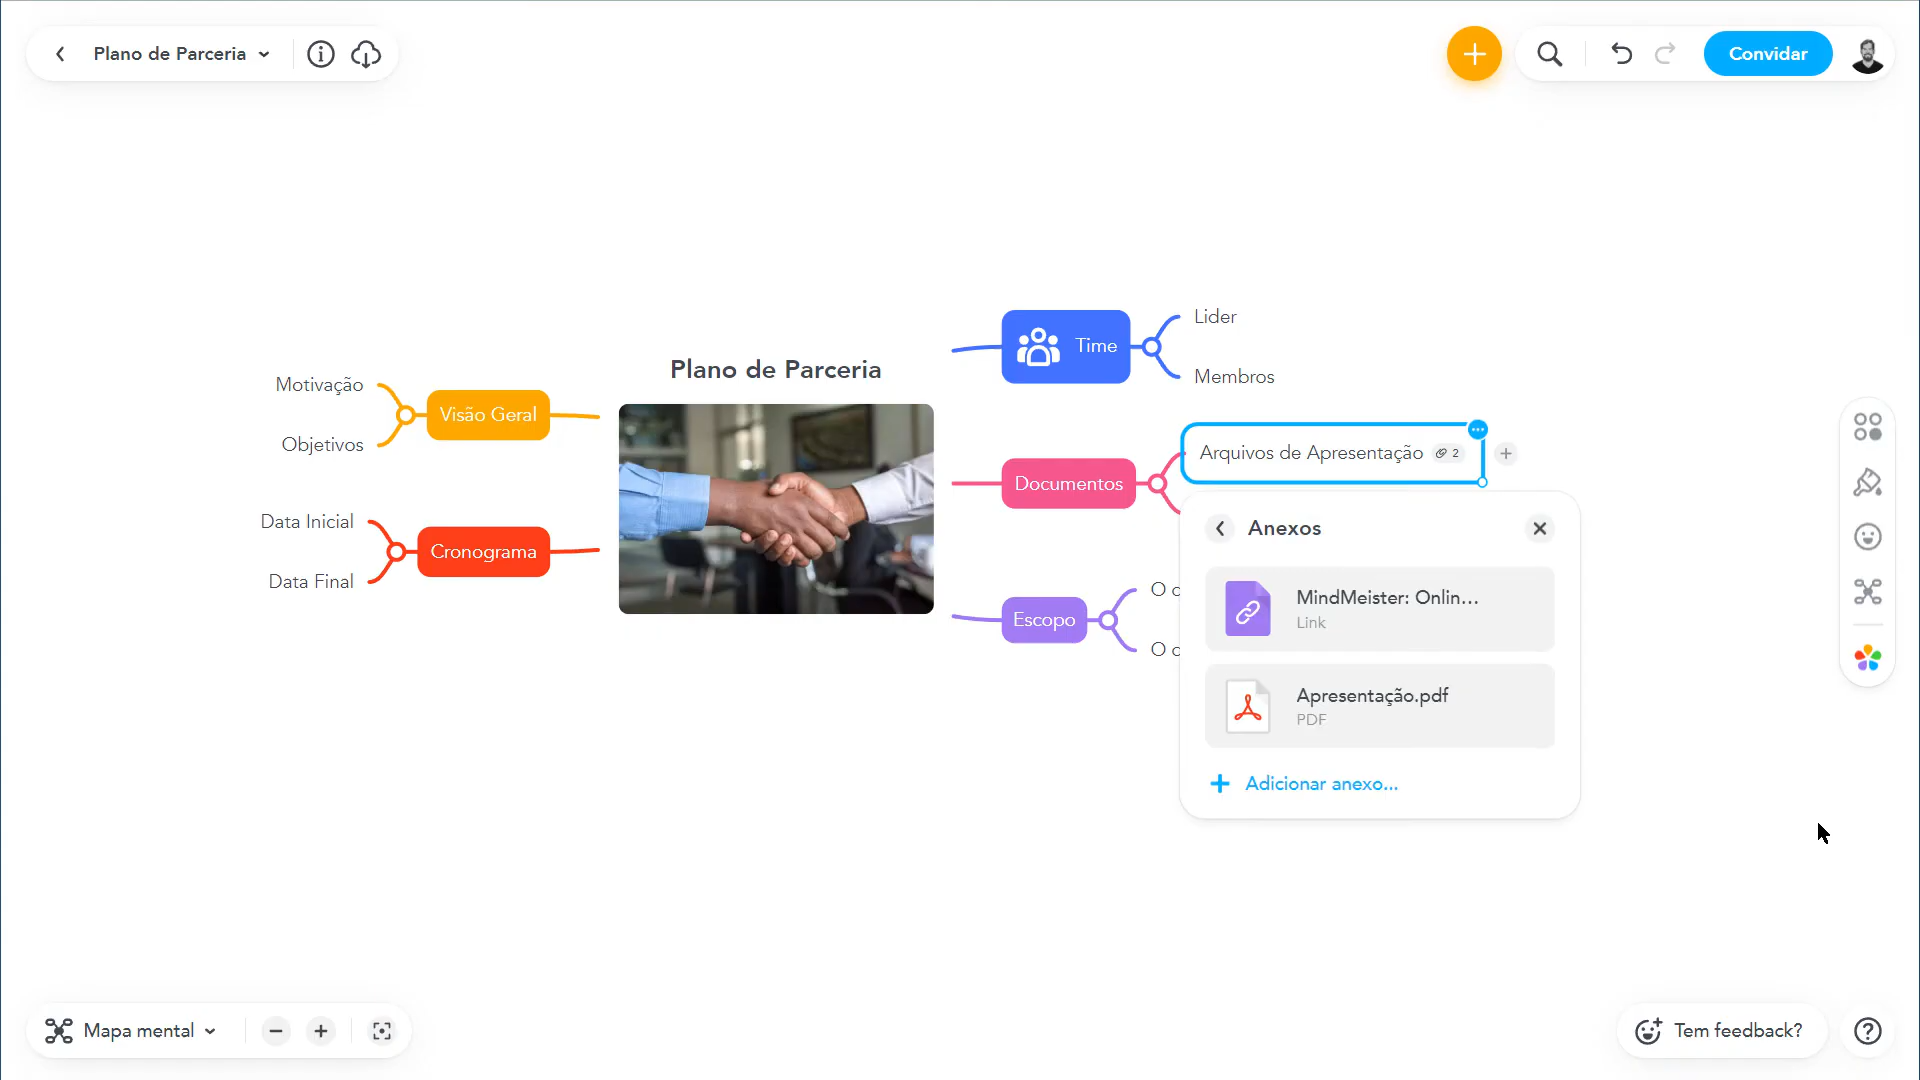 Plano de Parceria
Convidar
Plano de Parceria
Motivação
Visão Geral
Objetivos
Data Inicial
Cronograma
Data Final
Time
Lider
Membros
Documentos
Arquivos de Apresentação 2
Escopo
O
O
Anexos
MindMeister: Onlin...
Link
Apresentação.pdf
PDF
Adicionar anexo...
Mapa mental
Tem feedback?